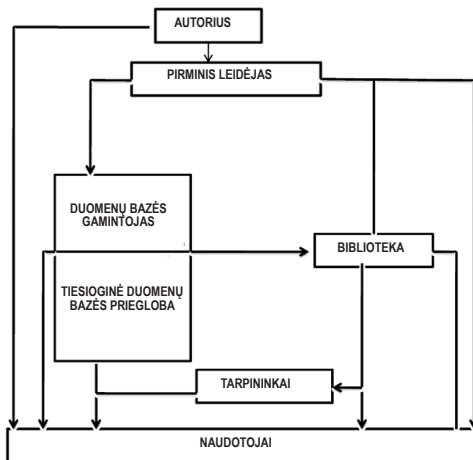 AUTORIUS
PIRMINIS LEIDĖJAS
DUOMENŲ BAZĖS
GAMINTOJAS
BIBLIOTEKA
TIESIOGINĖ DUOMENŲ
BAZĖS PRIEGLOBA
TARPININKAI
NAUDOTOJAI